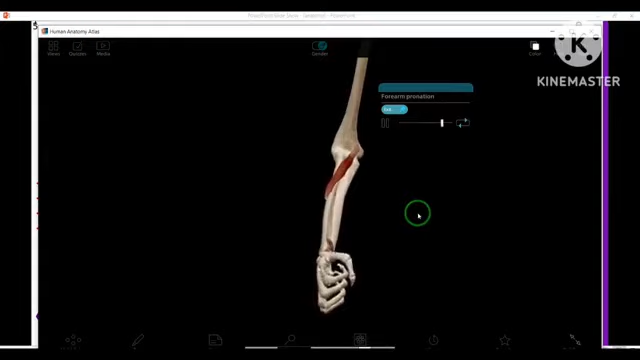 Human Anatomy Atlas
Views
Quizzes
Media
Gender
Color
KINEMASTER
Forearm pronation